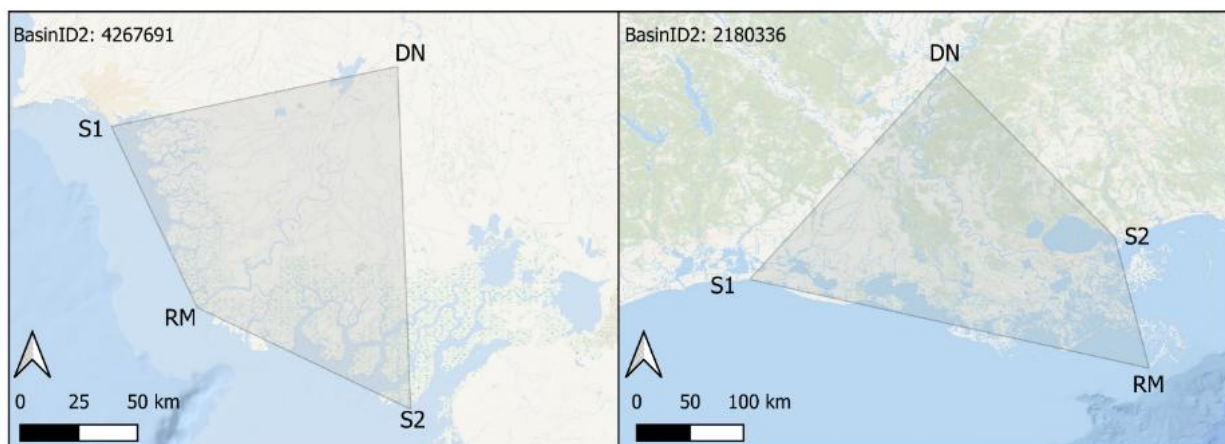 BasinID2: 4267691
DN
S1
RM
S2
0 25 50 km
BasinID2: 2180336
DN
S2
S1
RM
0 50 100 km